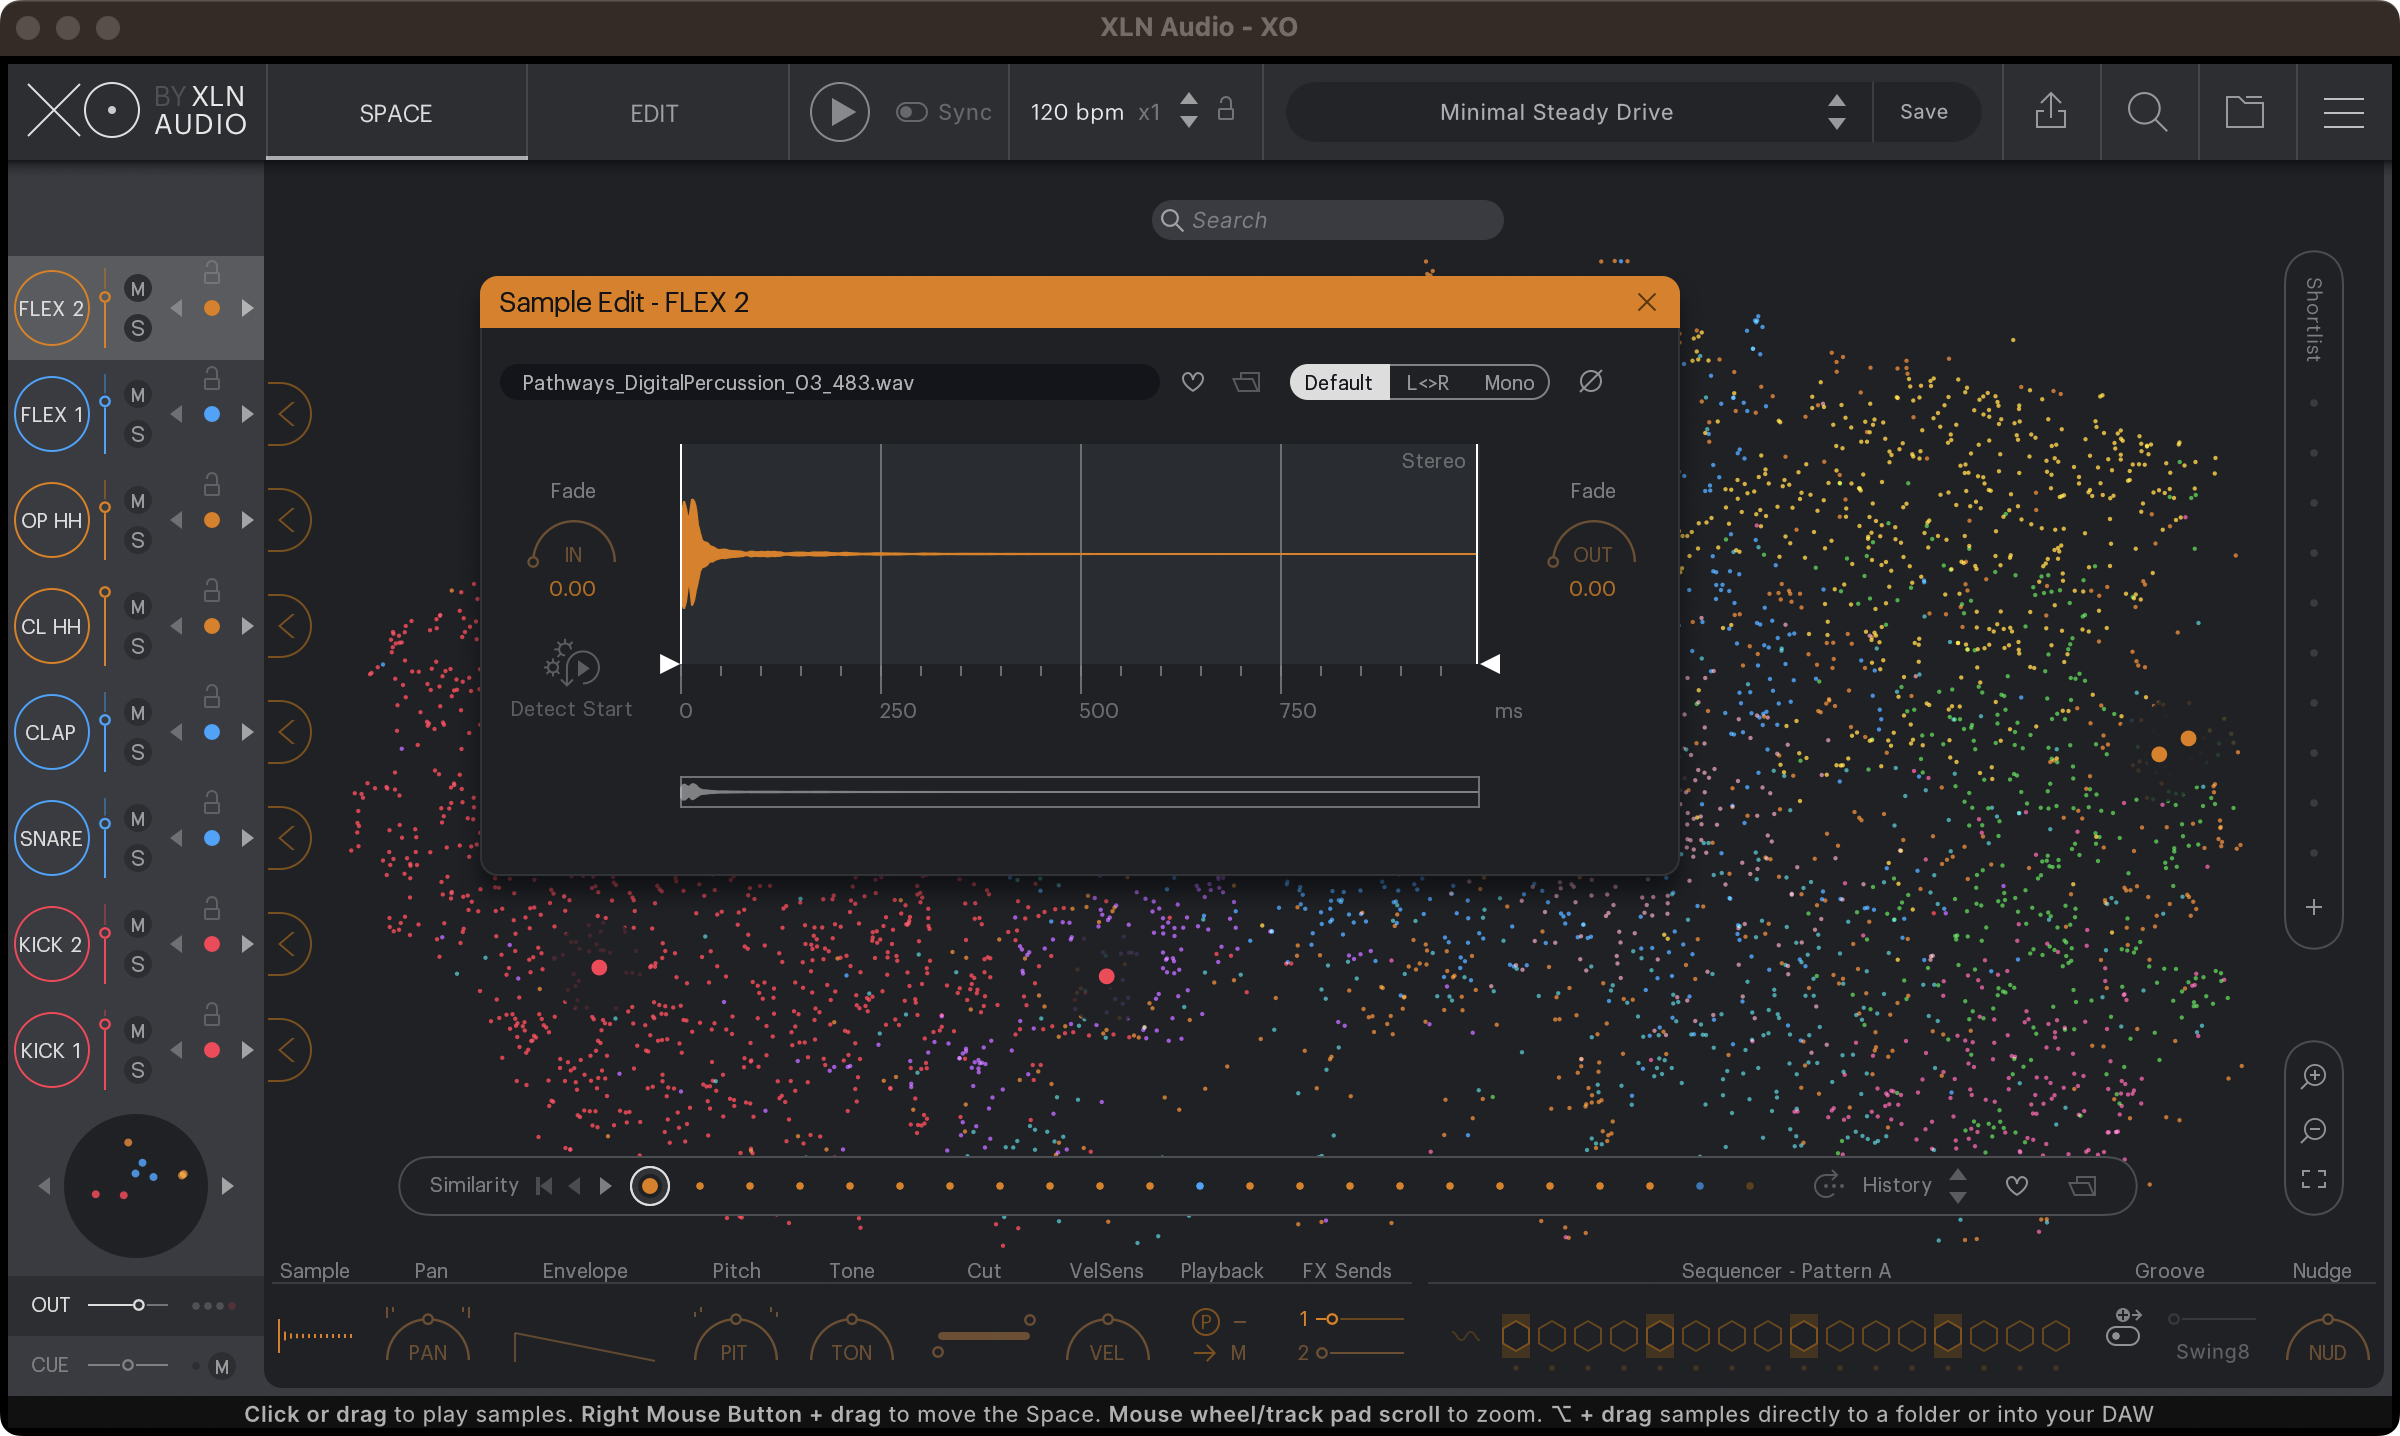 XLN Audio - XO
XO BY XLN AUDIO
SPACE
EDIT
Sync
120 bpm x1
Minimal Steady Drive
Save
Search
FLEX 2 M S
FLEX 1 M S
OP HH M S
CL HH M S
CLAP M S
SNARE M S
KICK 2 M S
KICK 1 M S
OUT
CUE M
Sample Edit - FLEX 2
Pathways_DigitalPercussion_03_483.wav
Default L<>R Mono
Stereo
Fade
IN
0.00
Fade
OUT
0.00
Detect Start
0 250 500 750 ms
Shortlist
Similarity
History
Sample Pan Envelope Pitch Tone Cut VelSens Playback FX Sends Sequencer - Pattern A Groove Nudge
PAN
PIT
TON
VEL
P
M
1
2
Swing8
NUD
Click or drag to play samples. Right Mouse Button + drag to move the Space. Mouse wheel/track pad scroll to zoom. ⌥ + drag samples directly to a folder or into your DAW